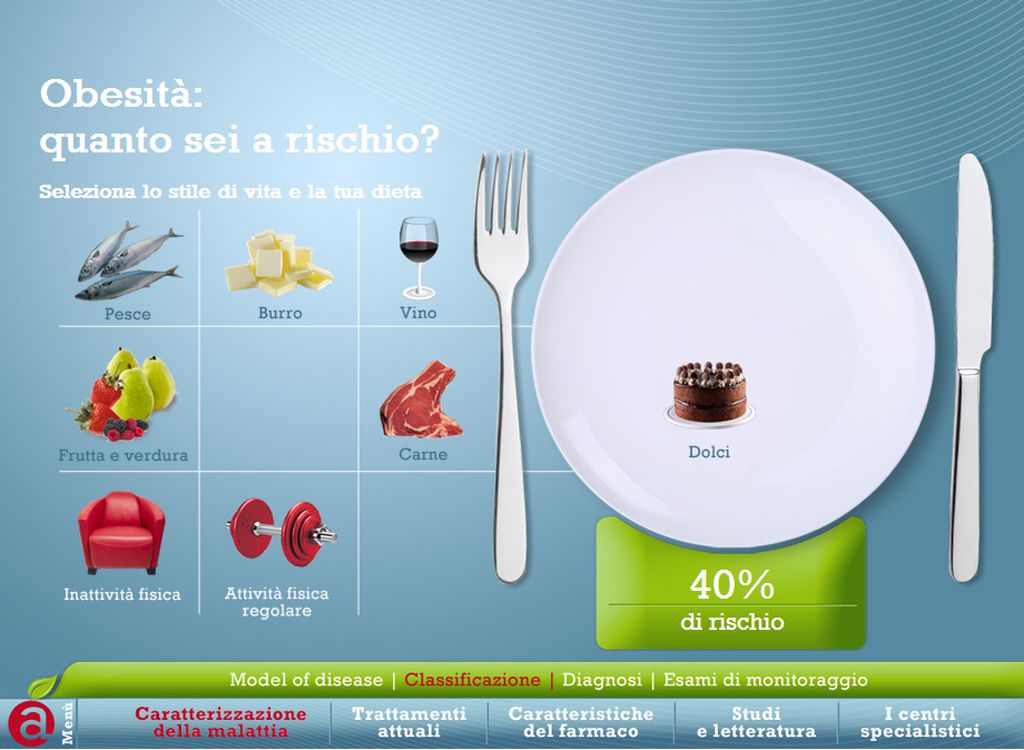 Obesità:
quanto sei a rischio?
Seleziona lo stile di vita e la tua dieta
Pesce
Burro
Vino
Frutta e verdura
Carne
Dolci
Inattività fisica
Attività fisica
regolare
40%
di rischio
Model of disease | Classificazione | Diagnosi | Esami di monitoraggio
a
Menù
Caratterizzazione
della malattia
Trattamenti
attuali
Caratteristiche
del farmaco
Studi
e letteratura
I centri
specialistici